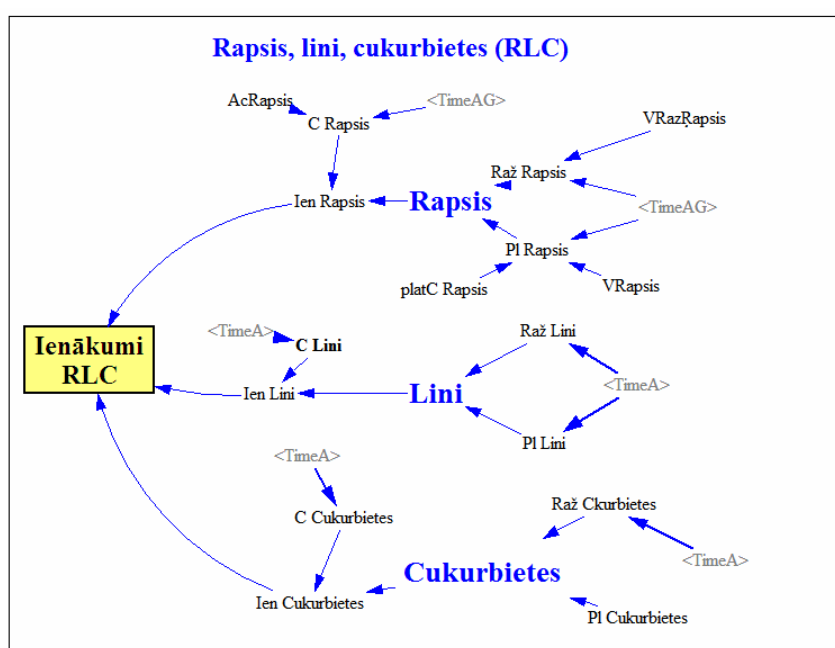 Rapsis, lini, cukurbietes (RLC)
AcRapsis
<TimeAG>
C Rapsis
VRazŖapsis
Raž Rapsis
Ien Rapsis
Rapsis
<TimeAG>
Pl Rapsis
platC Rapsis
VRapsis
<TimeA>
Raž Lini
C Lini
Ienākumi
RLC
Ien Lini
Lini
<TimeA>
Pl Lini
<TimeA>
Raž Ckurbietes
C Cukurbietes
<TimeA>
Cukurbietes
Ien Cukurbietes
Pl Cukurbietes